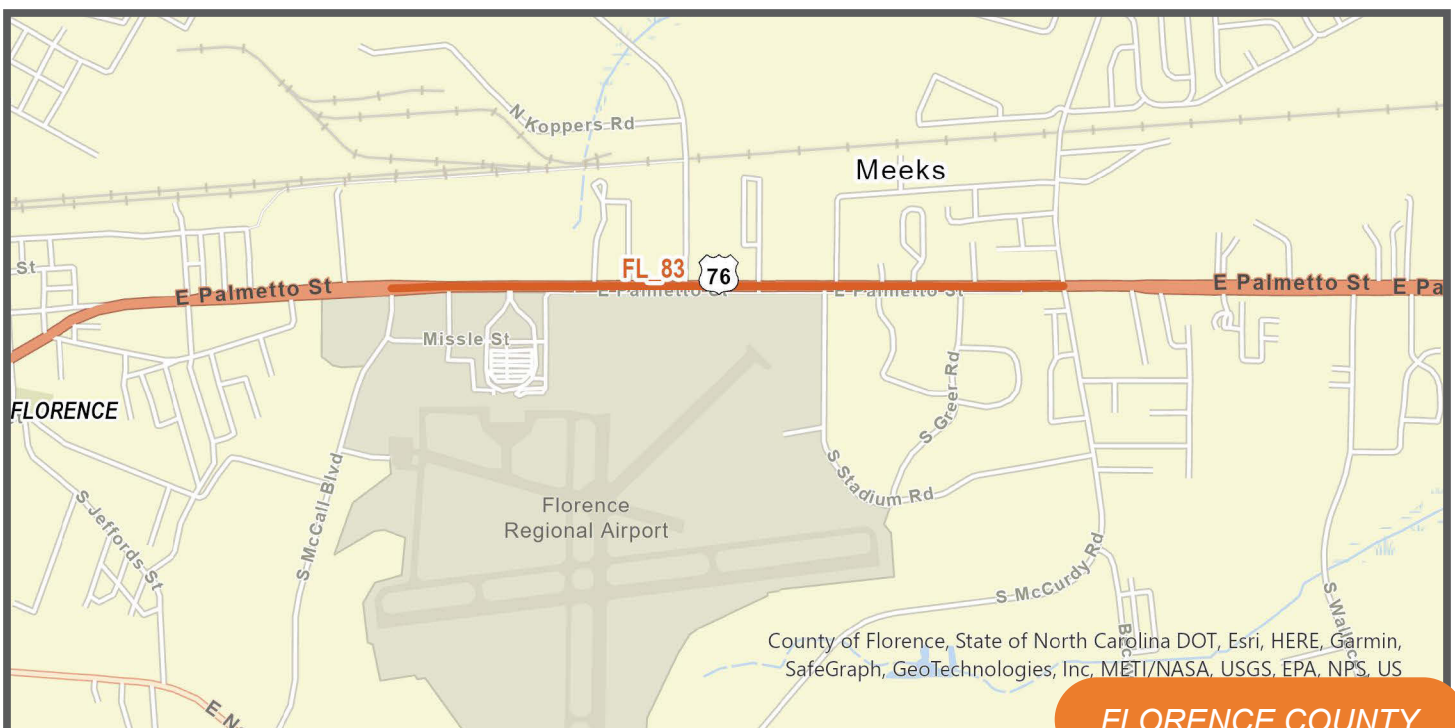 N Koppers Rd
Meeks
St
FL_83
76
E Palmetto St
E Palmetto St
E Palmetto St
E Palmetto St
E Pa
Missle St
FLORENCE
S Greer Rd
S McCall Blvd
S Stadium Rd
S Jeffords St
Florence
Regional Airport
S McCurdy Rd
S Wallace
County of Florence, State of North Carolina DOT, Esri, HERE, Garmin,
SafeGraph, GeoTechnologies, Inc, METI/NASA, USGS, EPA, NPS, US
E N
FLORENCE COUNTY